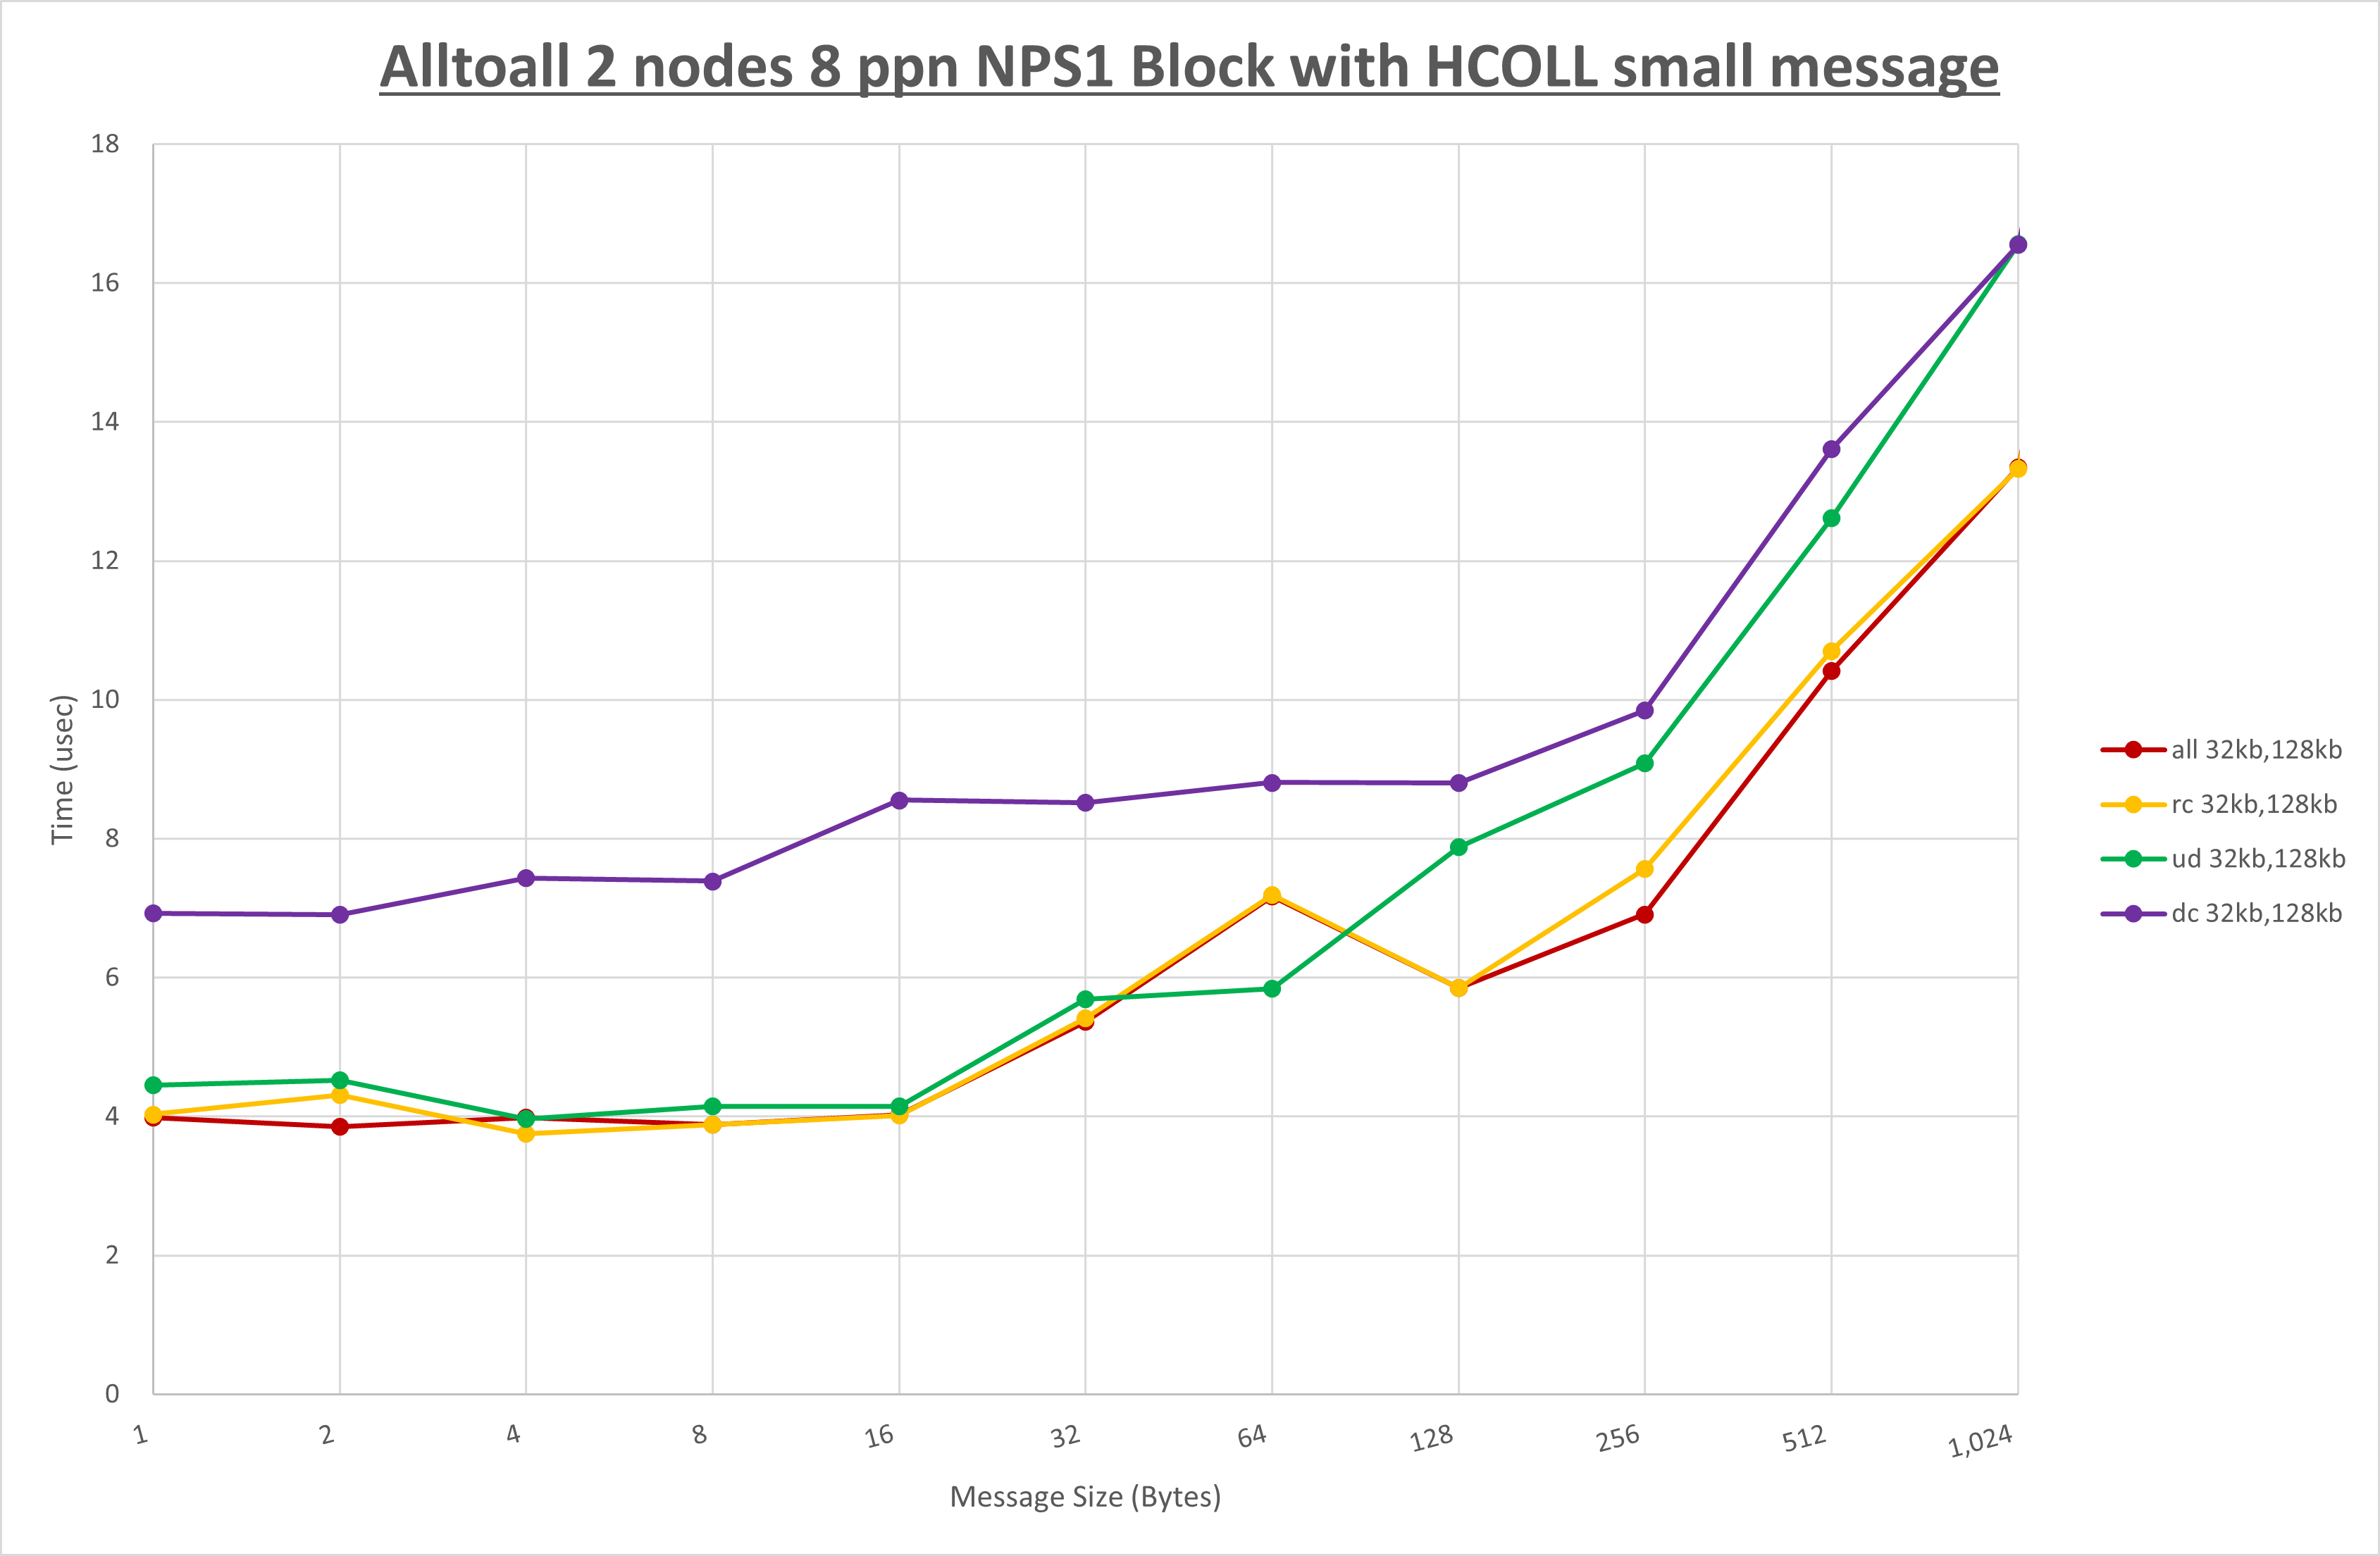 Alltoall 2 nodes 8 ppn NPS1 Block with HCOLL small message
18
16
14
12
10
8
6
4
2
0
Time (usec)
1 2 4 8 16 32 64 128 256 512 1,024
Message Size (Bytes)
all 32kb,128kb
rc 32kb,128kb
ud 32kb,128kb
dc 32kb,128kb